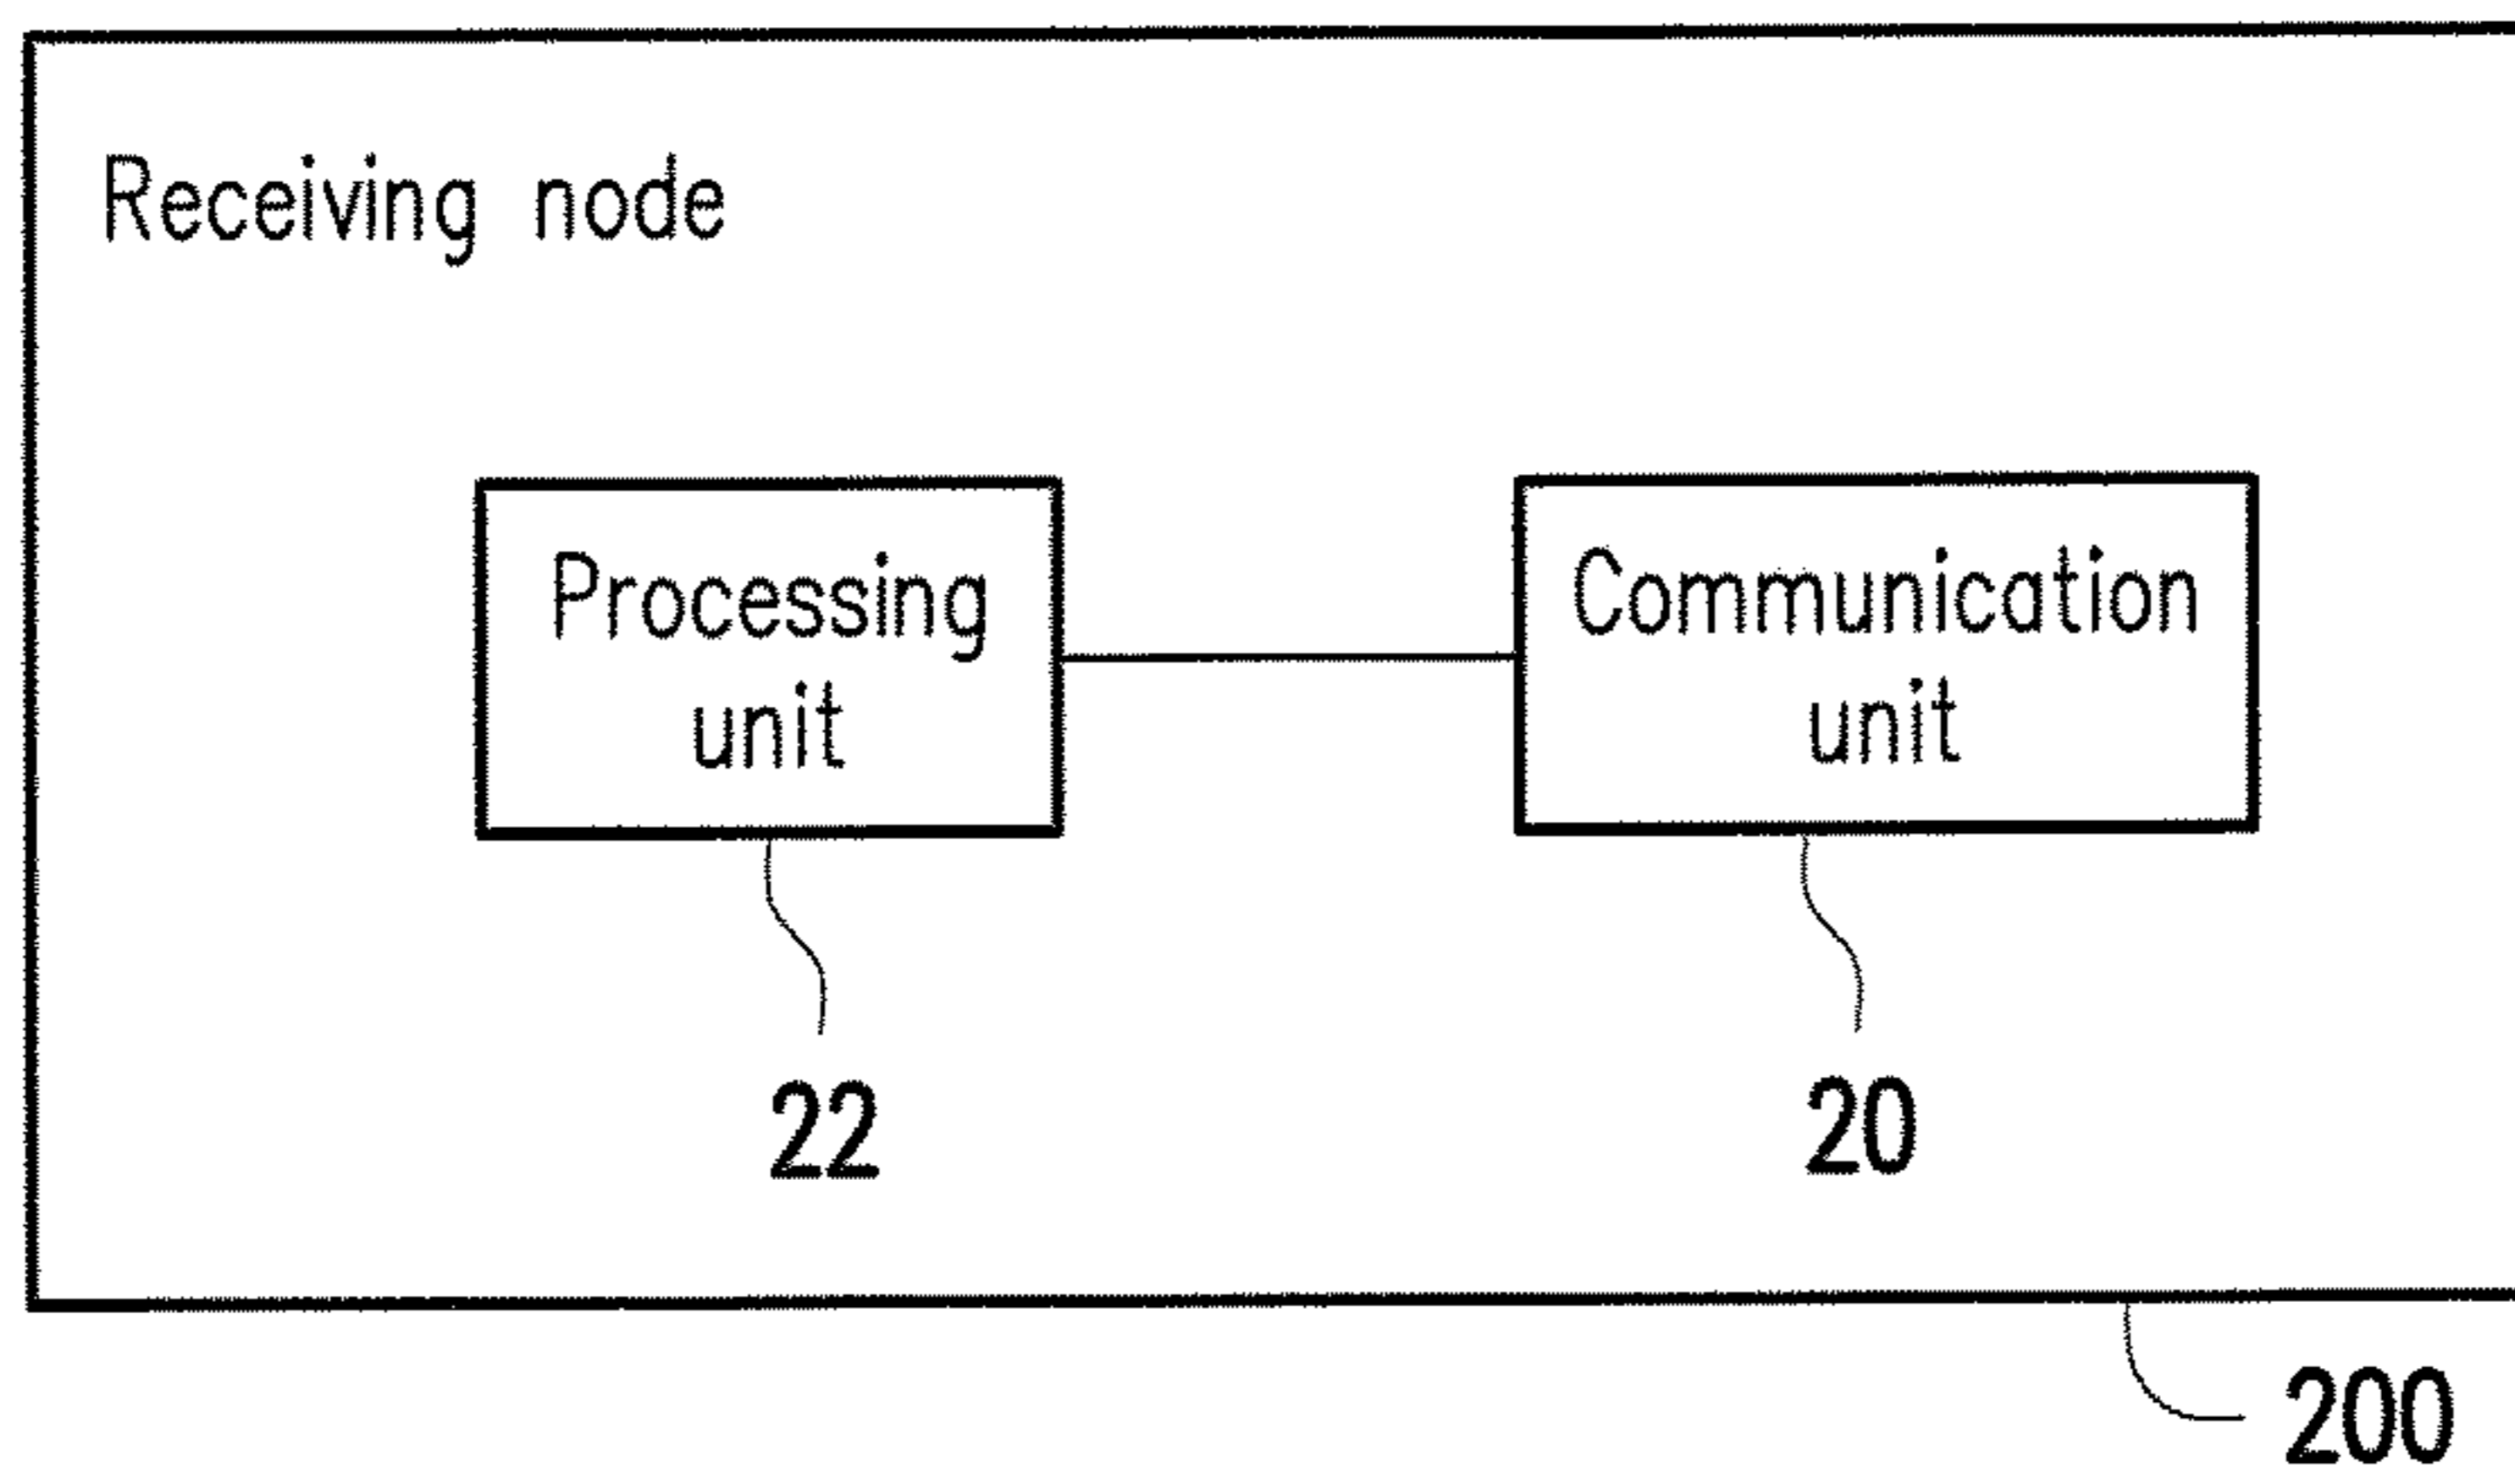 Receiving node
Processing
unit
Communication
unit
22
20
200